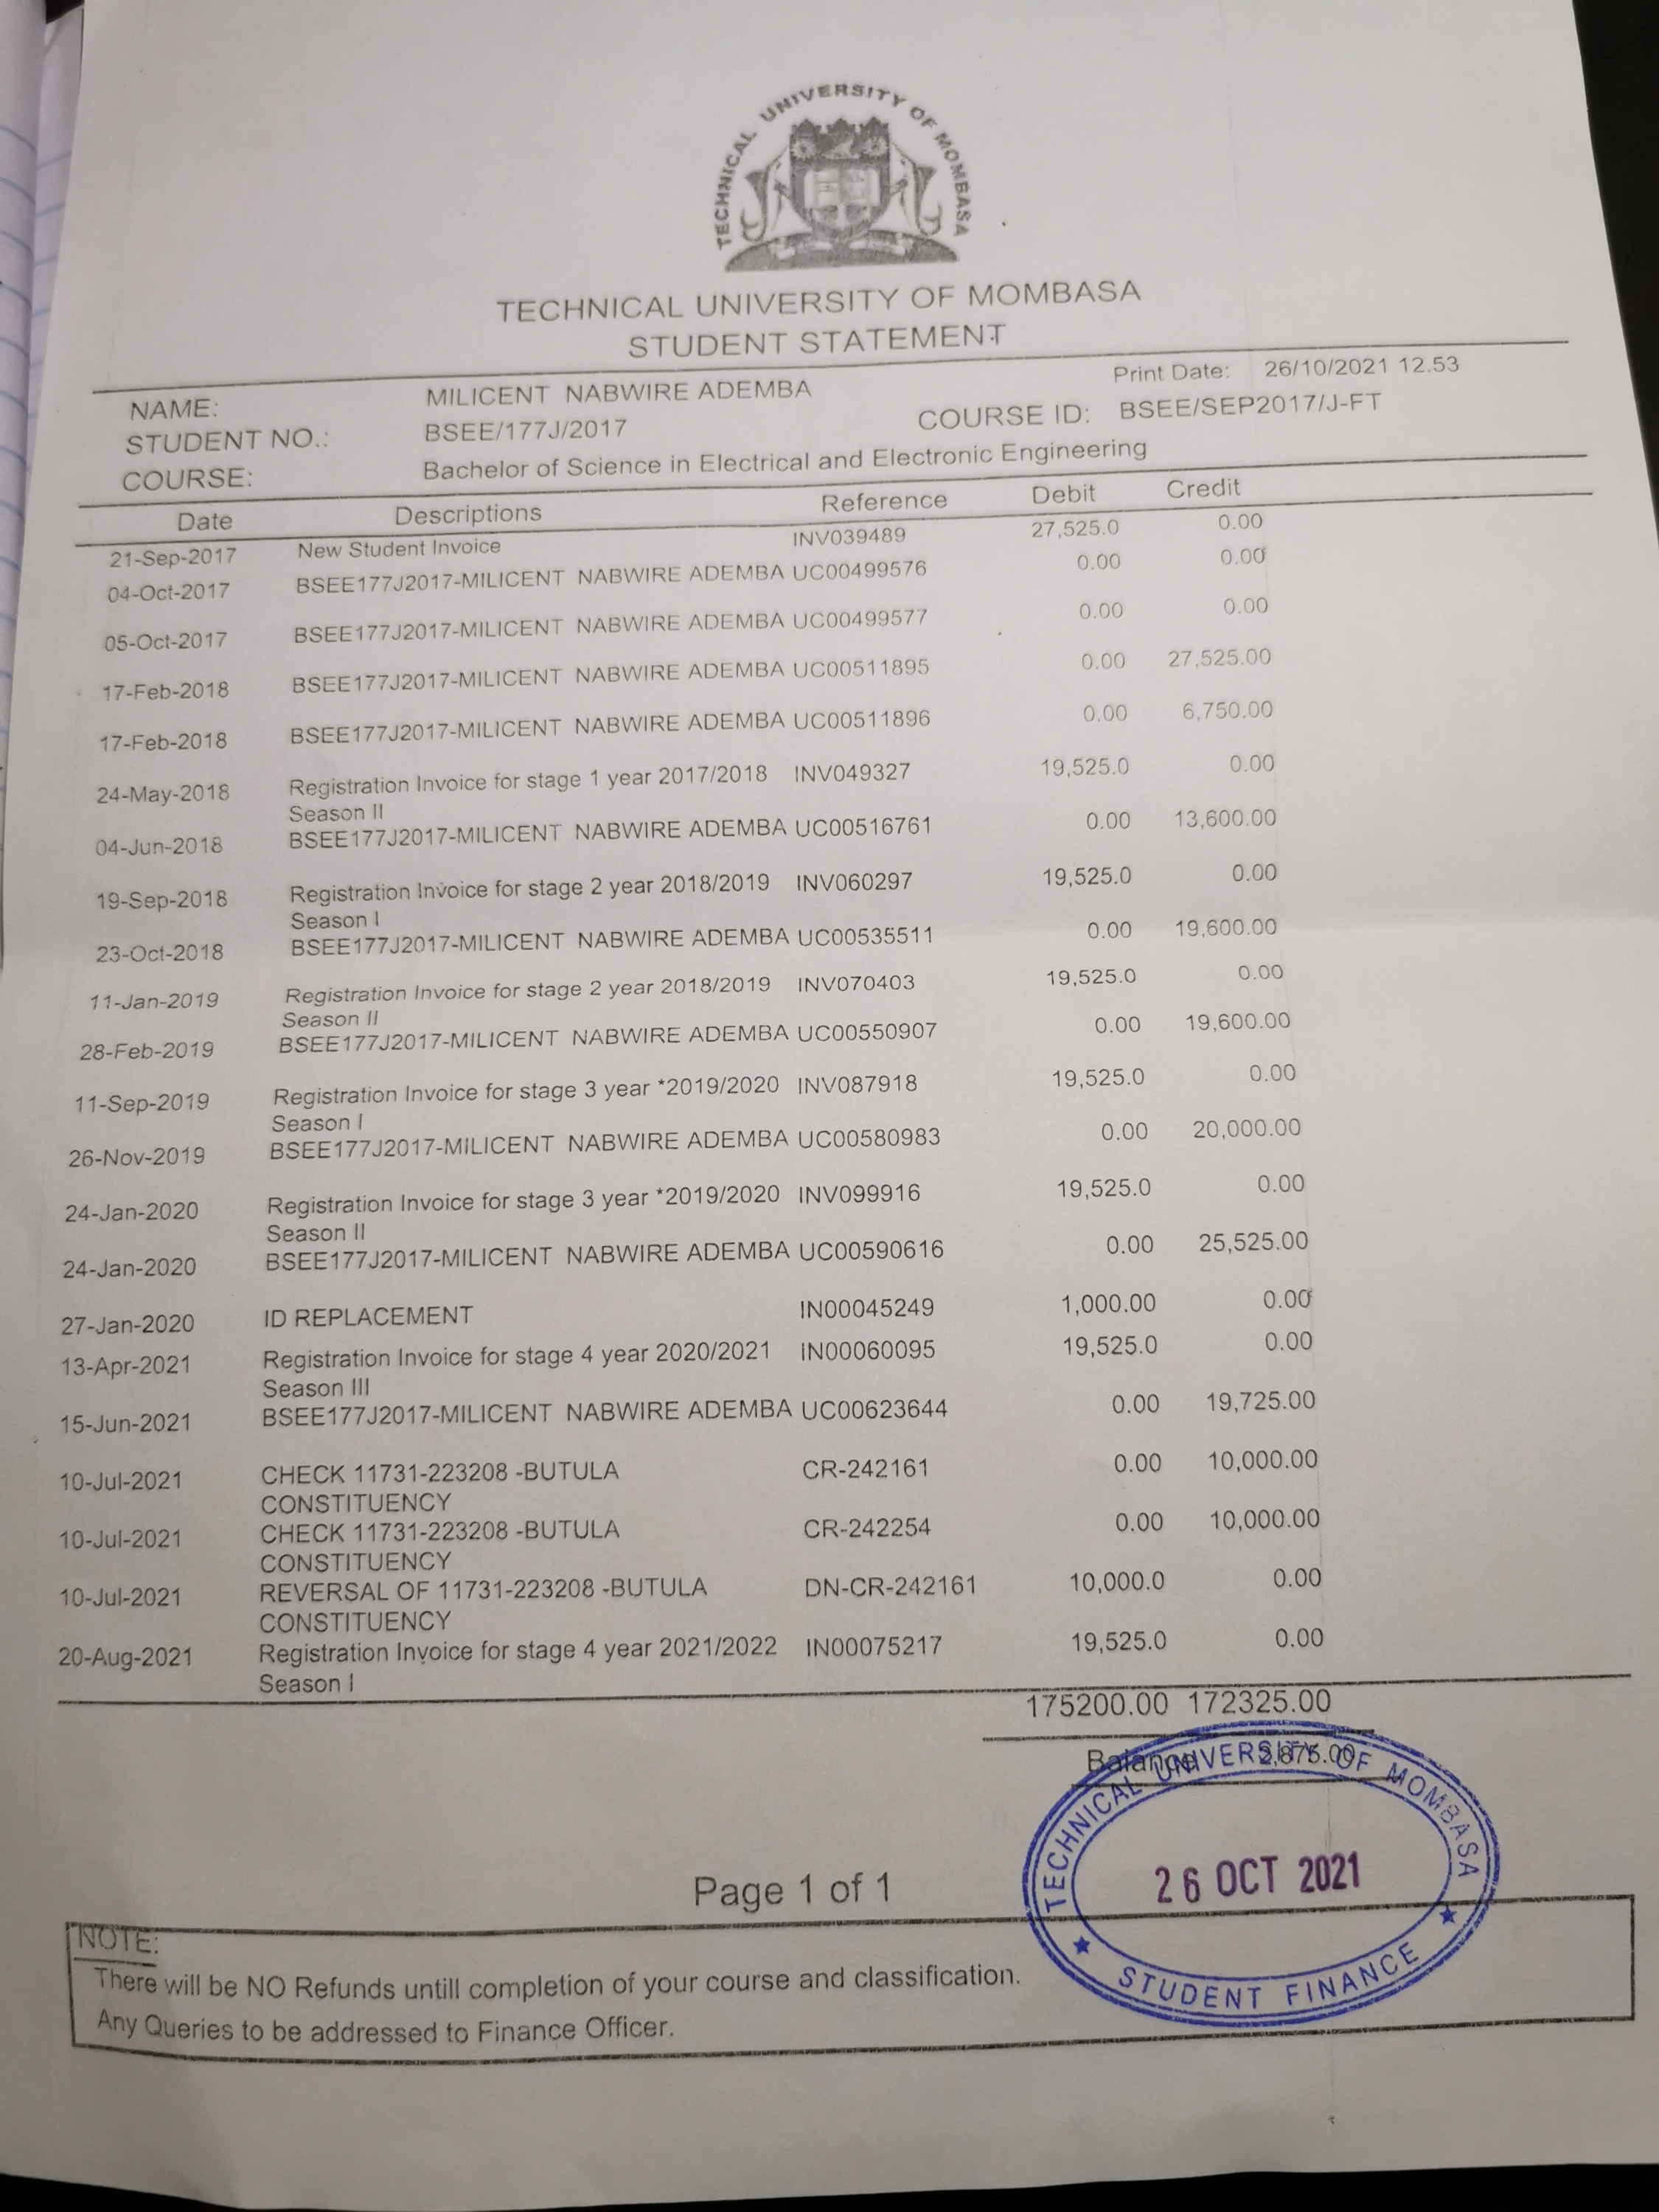 TECHNICAL UNIVERSITY OF MOMBASA
TECHNICAL UNIVERSITY OF MOMBASA
STUDENT STATEMENT
Print Date: 26/10/2021 12.53
NAME: MILICENT NABWIRE ADEMBA
STUDENT NO.: BSEE/177J/2017 COURSE ID: BSEE/SEP2017/J-FT
COURSE: Bachelor of Science in Electrical and Electronic Engineering
Date Descriptions Reference Debit Credit
21-Sep-2017 New Student Invoice INV039489 27,525.0 0.00
04-Oct-2017 BSEE177J2017-MILICENT NABWIRE ADEMBA UC00499576 0.00 0.00
05-Oct-2017 BSEE177J2017-MILICENT NABWIRE ADEMBA UC00499577 0.00 0.00
17-Feb-2018 BSEE177J2017-MILICENT NABWIRE ADEMBA UC00511895 0.00 27,525.00
17-Feb-2018 BSEE177J2017-MILICENT NABWIRE ADEMBA UC00511896 0.00 6,750.00
24-May-2018 Registration Invoice for stage 1 year 2017/2018 INV049327 19,525.0 0.00
Season II
04-Jun-2018 BSEE177J2017-MILICENT NABWIRE ADEMBA UC00516761 0.00 13,600.00
19-Sep-2018 Registration Invoice for stage 2 year 2018/2019 INV060297 19,525.0 0.00
Season I
23-Oct-2018 BSEE177J2017-MILICENT NABWIRE ADEMBA UC00535511 0.00 19,600.00
11-Jan-2019 Registration Invoice for stage 2 year 2018/2019 INV070403 19,525.0 0.00
Season II
28-Feb-2019 BSEE177J2017-MILICENT NABWIRE ADEMBA UC00550907 0.00 19,600.00
11-Sep-2019 Registration Invoice for stage 3 year *2019/2020 INV087918 19,525.0 0.00
Season I
26-Nov-2019 BSEE177J2017-MILICENT NABWIRE ADEMBA UC00580983 0.00 20,000.00
24-Jan-2020 Registration Invoice for stage 3 year *2019/2020 INV099916 19,525.0 0.00
Season II
24-Jan-2020 BSEE177J2017-MILICENT NABWIRE ADEMBA UC00590616 0.00 25,525.00
27-Jan-2020 ID REPLACEMENT IN00045249 1,000.00 0.00
13-Apr-2021 Registration Invoice for stage 4 year 2020/2021 IN00060095 19,525.0 0.00
Season III
15-Jun-2021 BSEE177J2017-MILICENT NABWIRE ADEMBA UC00623644 0.00 19,725.00
10-Jul-2021 CHECK 11731-223208 -BUTULA CR-242161 0.00 10,000.00
CONSTITUENCY
10-Jul-2021 CHECK 11731-223208 -BUTULA CR-242254 0.00 10,000.00
CONSTITUENCY
10-Jul-2021 REVERSAL OF 11731-223208 -BUTULA DN-CR-242161 10,000.0 0.00
CONSTITUENCY
20-Aug-2021 Registration Invoice for stage 4 year 2021/2022 IN00075217 19,525.0 0.00
Season I
175200.00 172325.00
Balance 2,875.00
TECHNICAL UNIVERSITY OF MOMBASA
26 OCT 2021
STUDENT FINANCE
Page 1 of 1
NOTE:
There will be NO Refunds untill completion of your course and classification.
Any Queries to be addressed to Finance Officer.